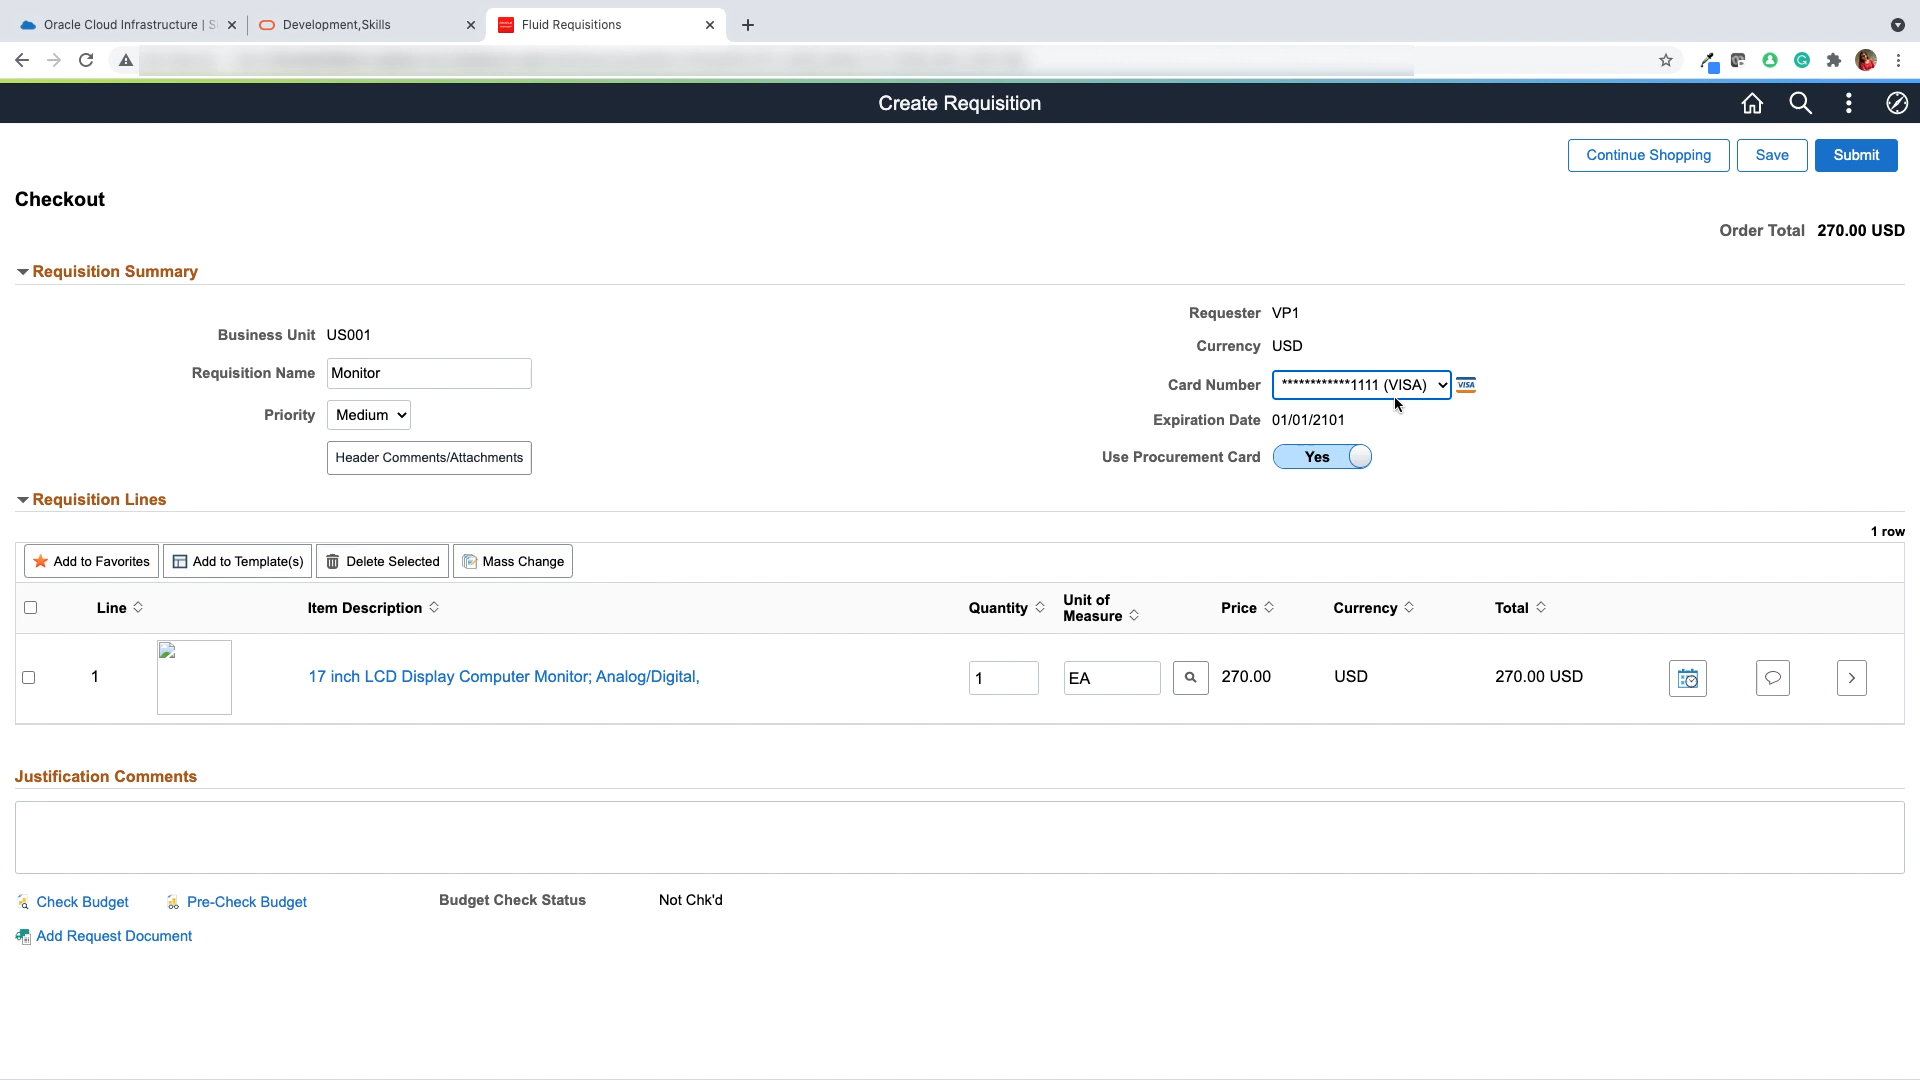 Oracle Cloud Infrastructure | S
Development,Skills
Fluid Requisitions
Create Requisition
Continue Shopping
Save
Submit
Checkout
Order Total 270.00 USD
Requisition Summary
Requester VP1
Business Unit US001
Currency USD
Requisition Name Monitor
Card Number ************1111 (VISA) VISA
Priority Medium
Expiration Date 01/01/2101
Header Comments/Attachments
Use Procurement Card Yes
Requisition Lines
1 row
Add to Favorites
Add to Template(s)
Delete Selected
Mass Change
Line Item Description Quantity Unit of Measure Price Currency Total
1 17 inch LCD Display Computer Monitor; Analog/Digital, 1 EA 270.00 USD 270.00 USD
Justification Comments
Check Budget Pre-Check Budget Budget Check Status Not Chk'd
Add Request Document